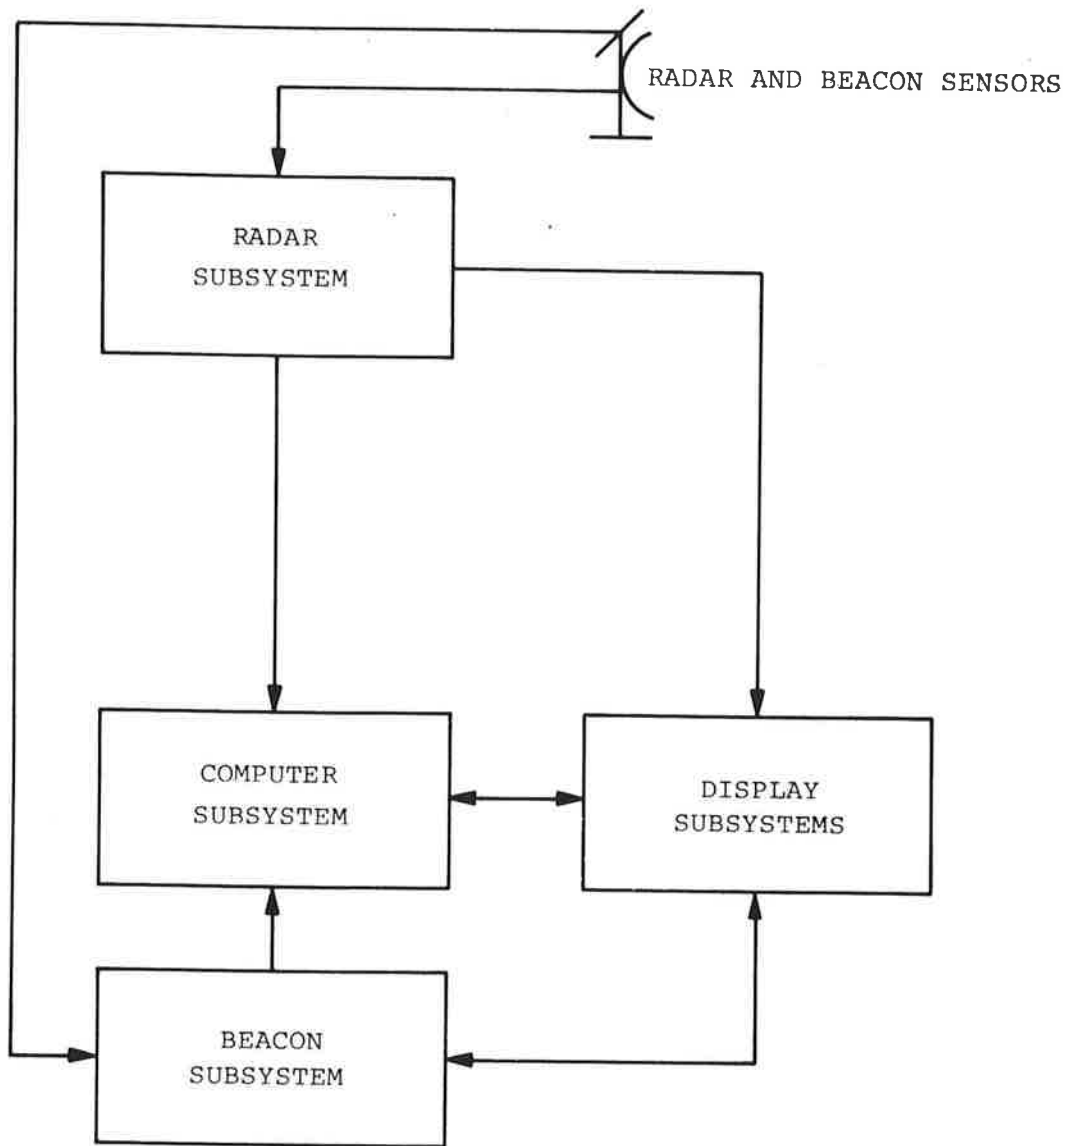 RADAR AND BEACON SENSORS
RADAR
SUBSYSTEM
COMPUTER
SUBSYSTEM
DISPLAY
SUBSYSTEMS
BEACON
SUBSYSTEM